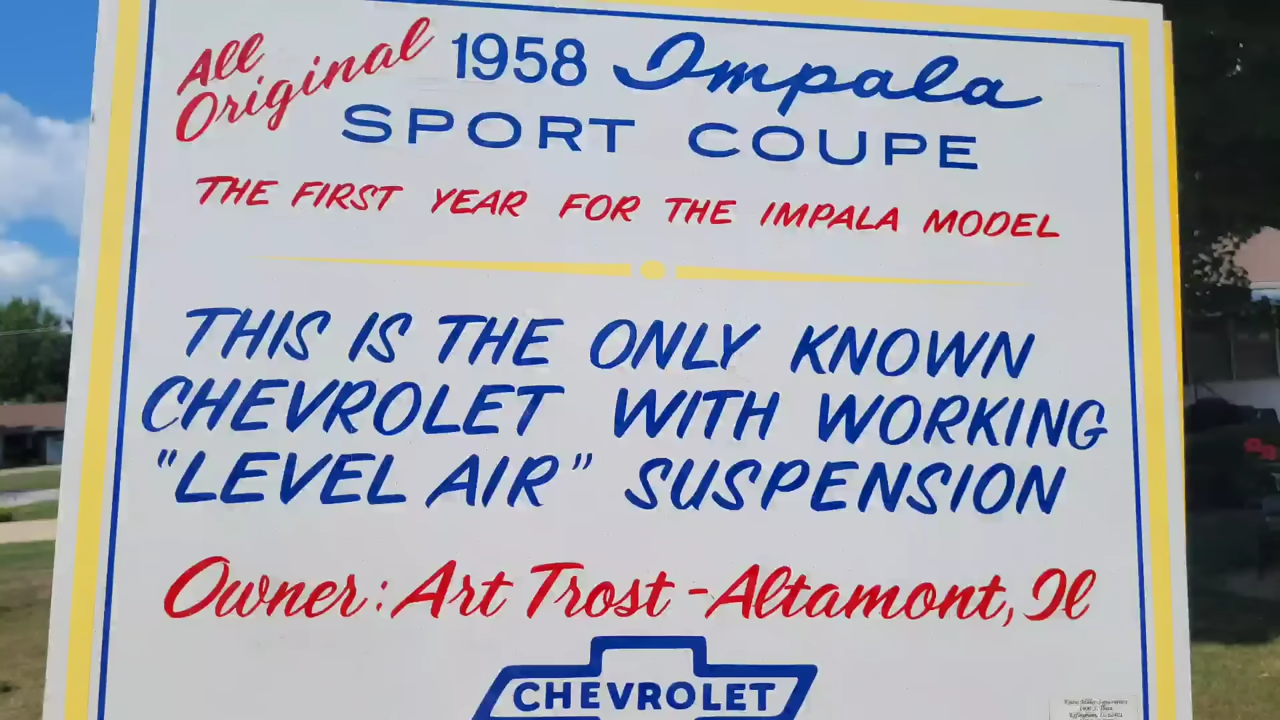 All Original 1958 Impala
SPORT COUPE
THE FIRST YEAR FOR THE IMPALA MODEL
THIS IS THE ONLY KNOWN
CHEVROLET WITH WORKING
"LEVEL AIR" SUSPENSION
Owner: Art Trost - Altamont, Il
CHEVROLET